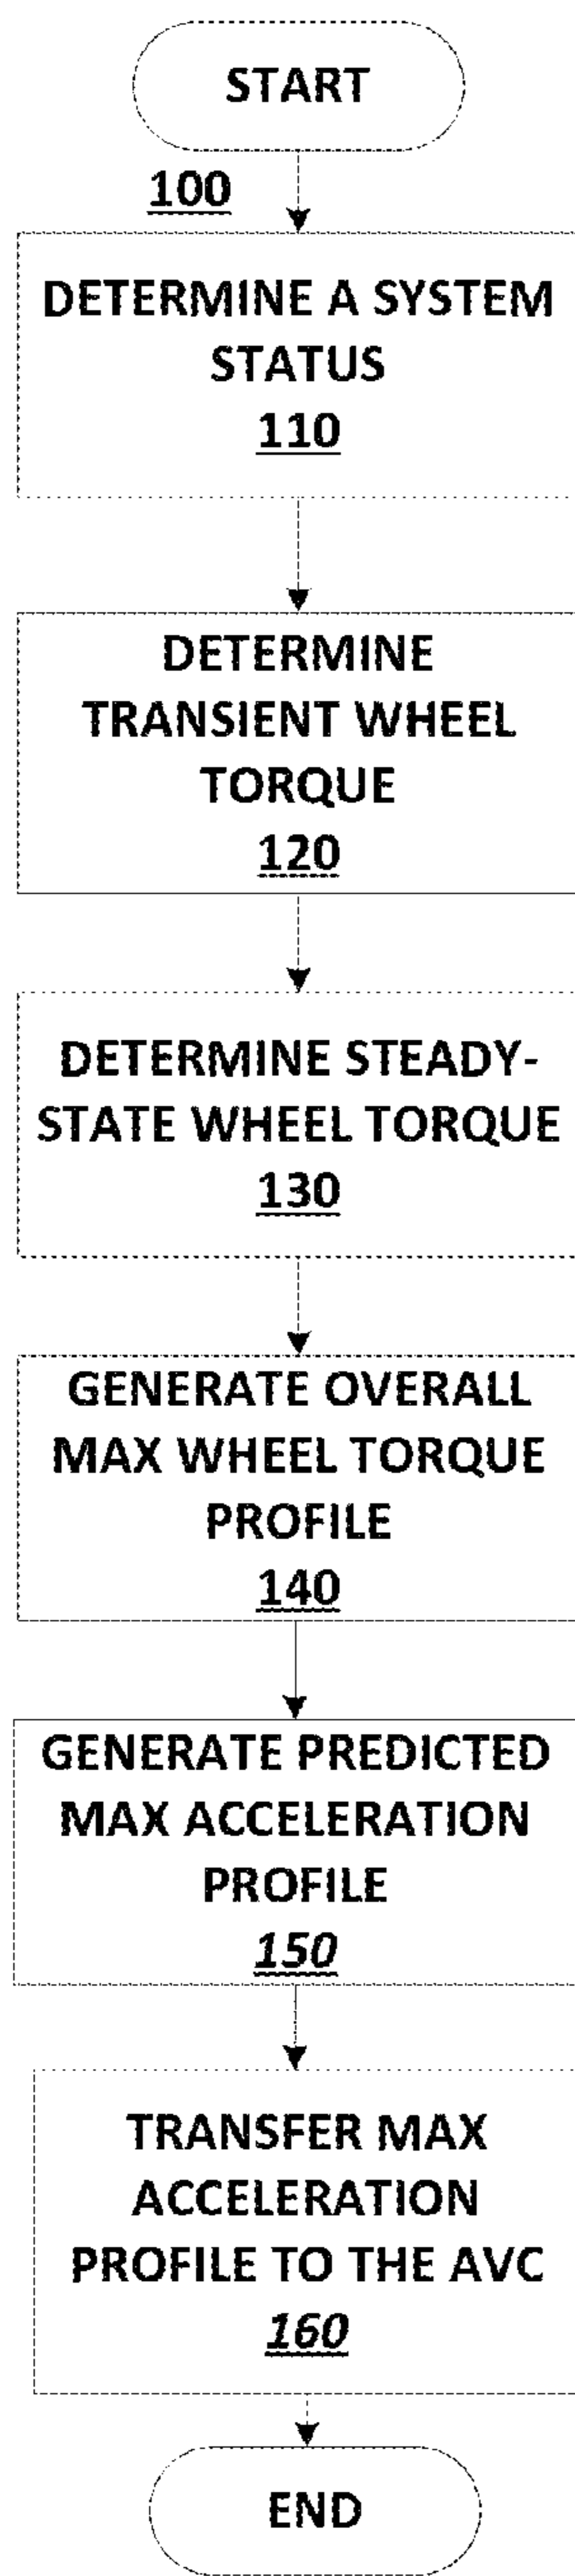 START
100
DETERMINE A SYSTEM
STATUS
110
DETERMINE
TRANSIENT WHEEL
TORQUE
120
DETERMINE STEADY-
STATE WHEEL TORQUE
130
GENERATE OVERALL
MAX WHEEL TORQUE
PROFILE
140
GENERATE PREDICTED
MAX ACCELERATION
PROFILE
150
TRANSFER MAX
ACCELERATION
PROFILE TO THE AVC
160
END